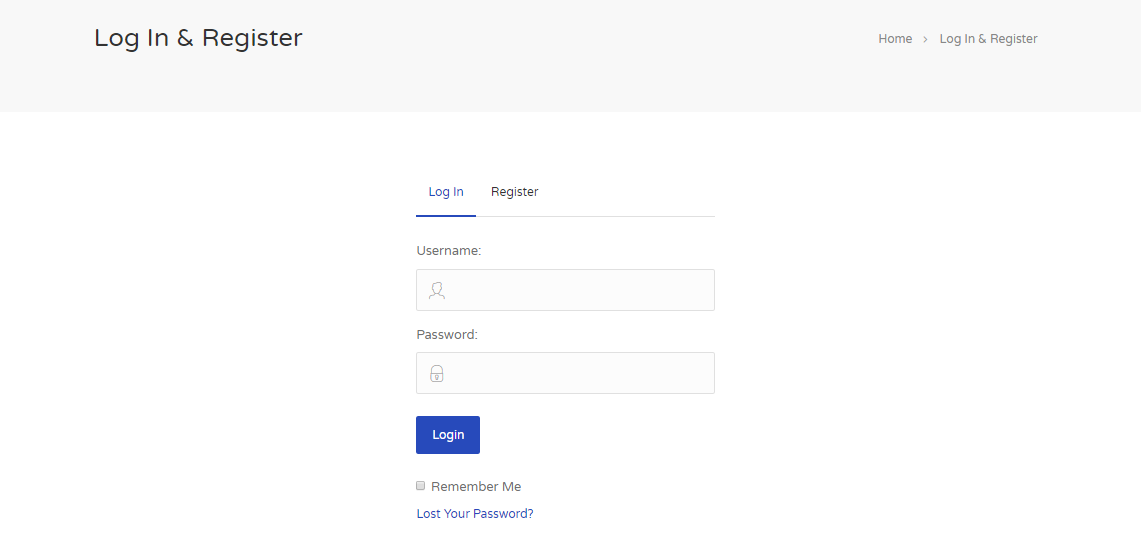 Log In & Register
Home > Log In & Register
Log In Register
Username:
Password:
Login
Remember Me
Lost Your Password?